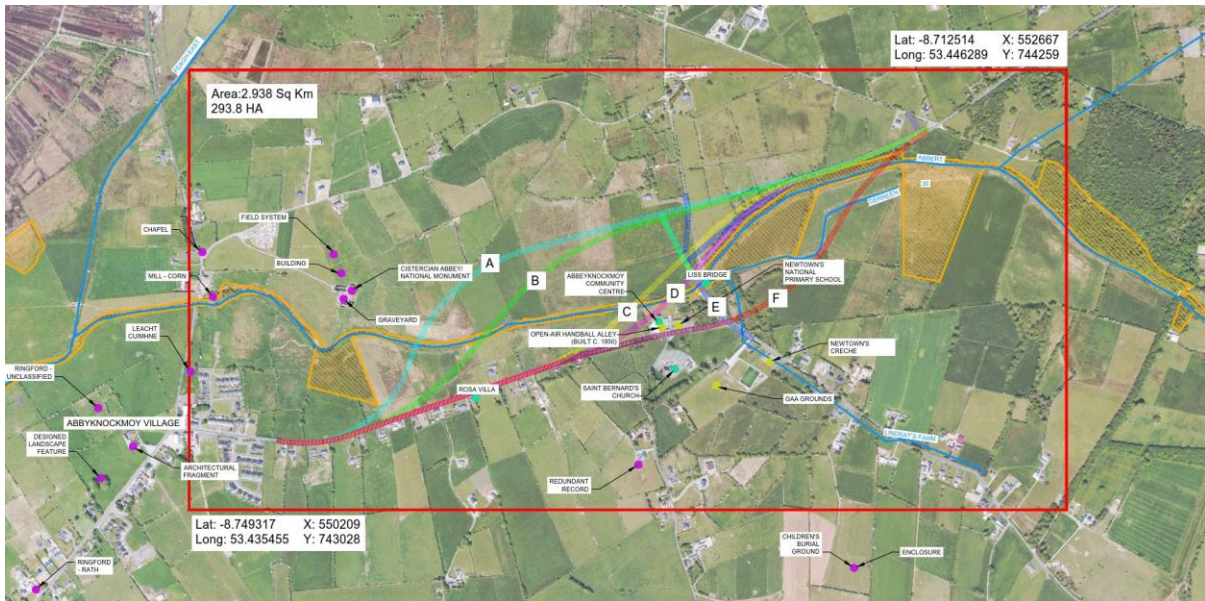 TEAGH EAST
Lat: -8.712514 X: 552667
Long: 53.446289 Y: 744259
Area:2.938 Sq Km
293.8 HA
ABBERT
DERRILEH
30
FIELD SYSTEM
CHAPEL
BUILDING
CISTERCIAN ABBEY/
NATIONAL MONUMENT
A
B
ABBEYKNOCKMOY
COMMUNITY
CENTRE
LISS BRIDGE
NEWTOWN'S
NATIONAL
PRIMARY SCHOOL
MILL - CORN
D
E
F
C
GRAVEYARD
LEACHT
CUIMHNE
OPEN-AIR HANDBALL ALLEY
(BUILT C. 1950)
NEWTOWN'S
CRECHE
RINGFORD -
UNCLASSIFIED
ROSA VILLA
SAINT BERNARD'S
CHURCH
GAA GROUNDS
ABBYKNOCKMOY VILLAGE
DESIGNED
LANDSCAPE
FEATURE
LINDSAY'S FARM
ARCHITECTURAL
FRAGMENT
REDUNDANT
RECORD
Lat: -8.749317 X: 550209
Long: 53.435455 Y: 743028
CHILDREN'S
BURIAL
GROUND
ENCLOSURE
RINGFORD
- RATH